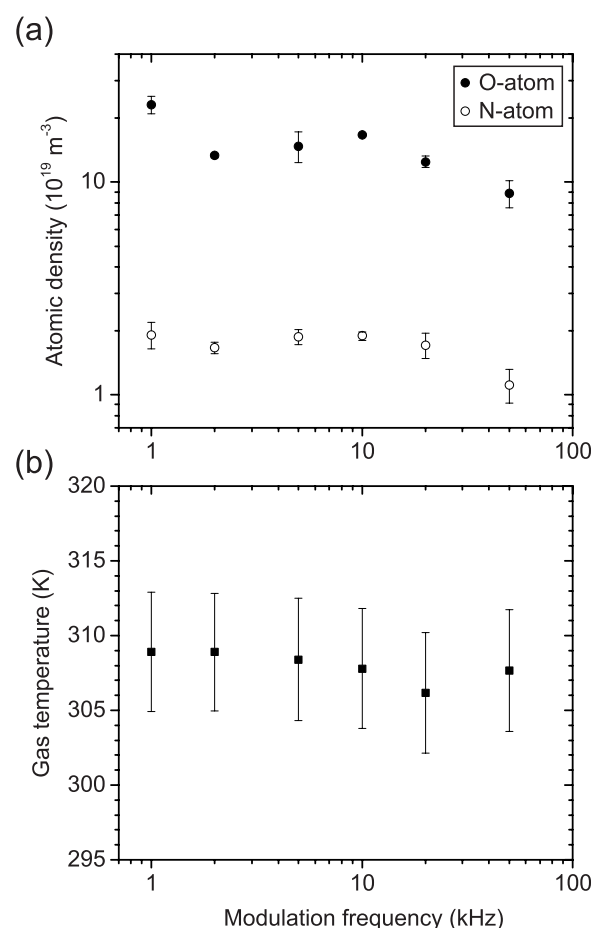 (a)
O-atom
N-atom
10
1
Atomic density (10¹⁹ m⁻³)
1
10
100
(b)
320
315
310
305
300
295
Gas temperature (K)
1
10
100
Modulation frequency (kHz)